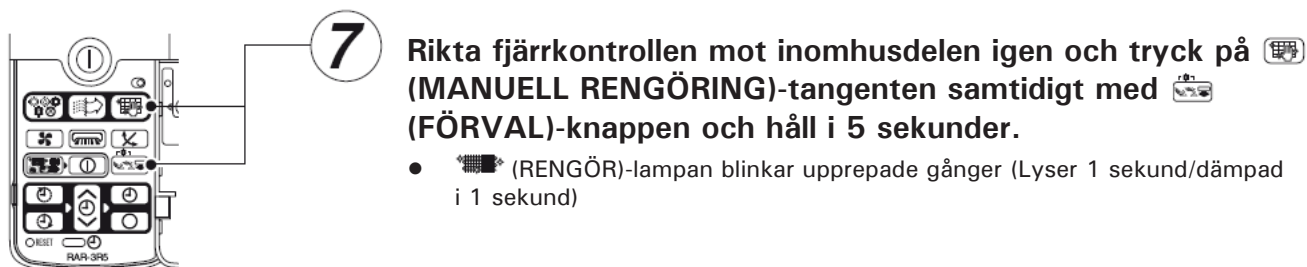 7
Rikta fjärrkontrollen mot inomhusdelen igen och tryck på
(MANUELL RENGÖRING)-tangenten samtidigt med
(FÖRVAL)-knappen och håll i 5 sekunder.
● (RENGÖR)-lampan blinkar upprepade gånger (Lyser 1 sekund/dämpad
i 1 sekund)
RESET
RAR-3R5